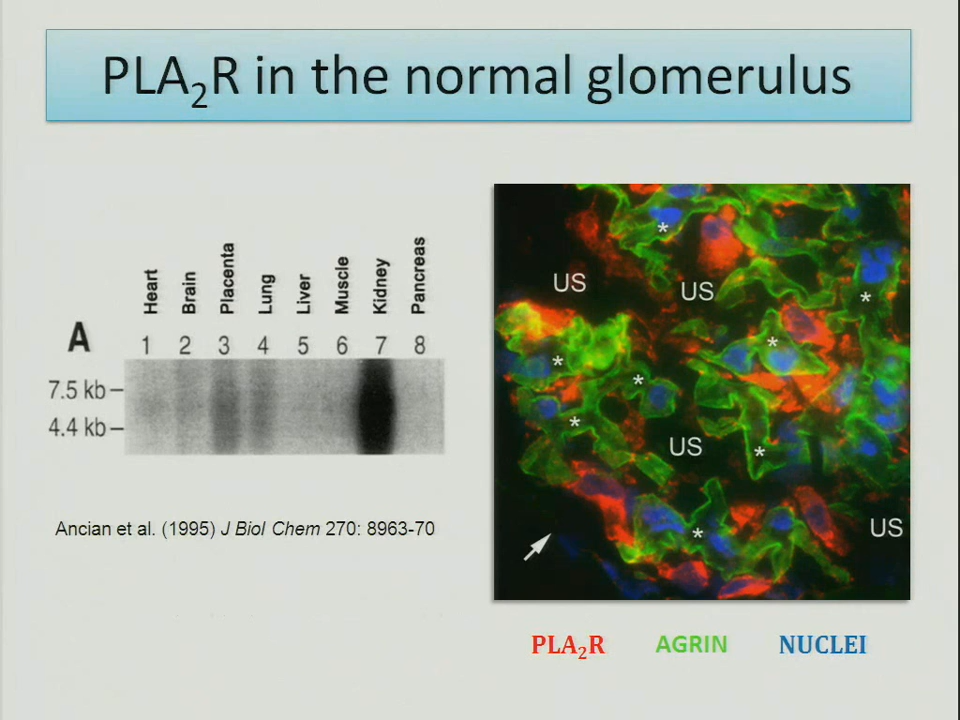 PLA₂R in the normal glomerulus
Heart
Brain
Placenta
Lung
Liver
Muscle
Kidney
Pancreas
A
1 2 3 4 5 6 7 8
7.5 kb
4.4 kb
Ancian et al. (1995) J Biol Chem 270: 8963-70
US
US
US
US
*
*
*
*
*
*
*
*
PLA₂R AGRIN NUCLEI